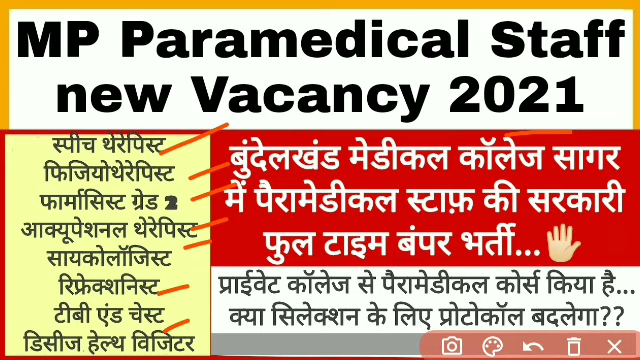 MP Paramedical Staff
new Vacancy 2021
स्पीच थेरेपिस्ट
फिजियोथेरेपिस्ट
फार्मासिस्ट ग्रेड 2
आक्यूपेशनल थेरेपिस्ट
सायकोलॉजिस्ट
रिफ्रेक्शनिस्ट
टीबी एंड चेस्ट
डिसीज हेल्थ विजिटर
बुंदेलखंड मेडीकल कॉलेज सागर
में पैरामेडीकल स्टाफ़ की सरकारी
फुल टाइम बंपर भर्ती...
प्राईवेट कॉलेज से पैरामेडीकल कोर्स किया है...
क्या सिलेक्शन के लिए प्रोटोकॉल बदलेगा??